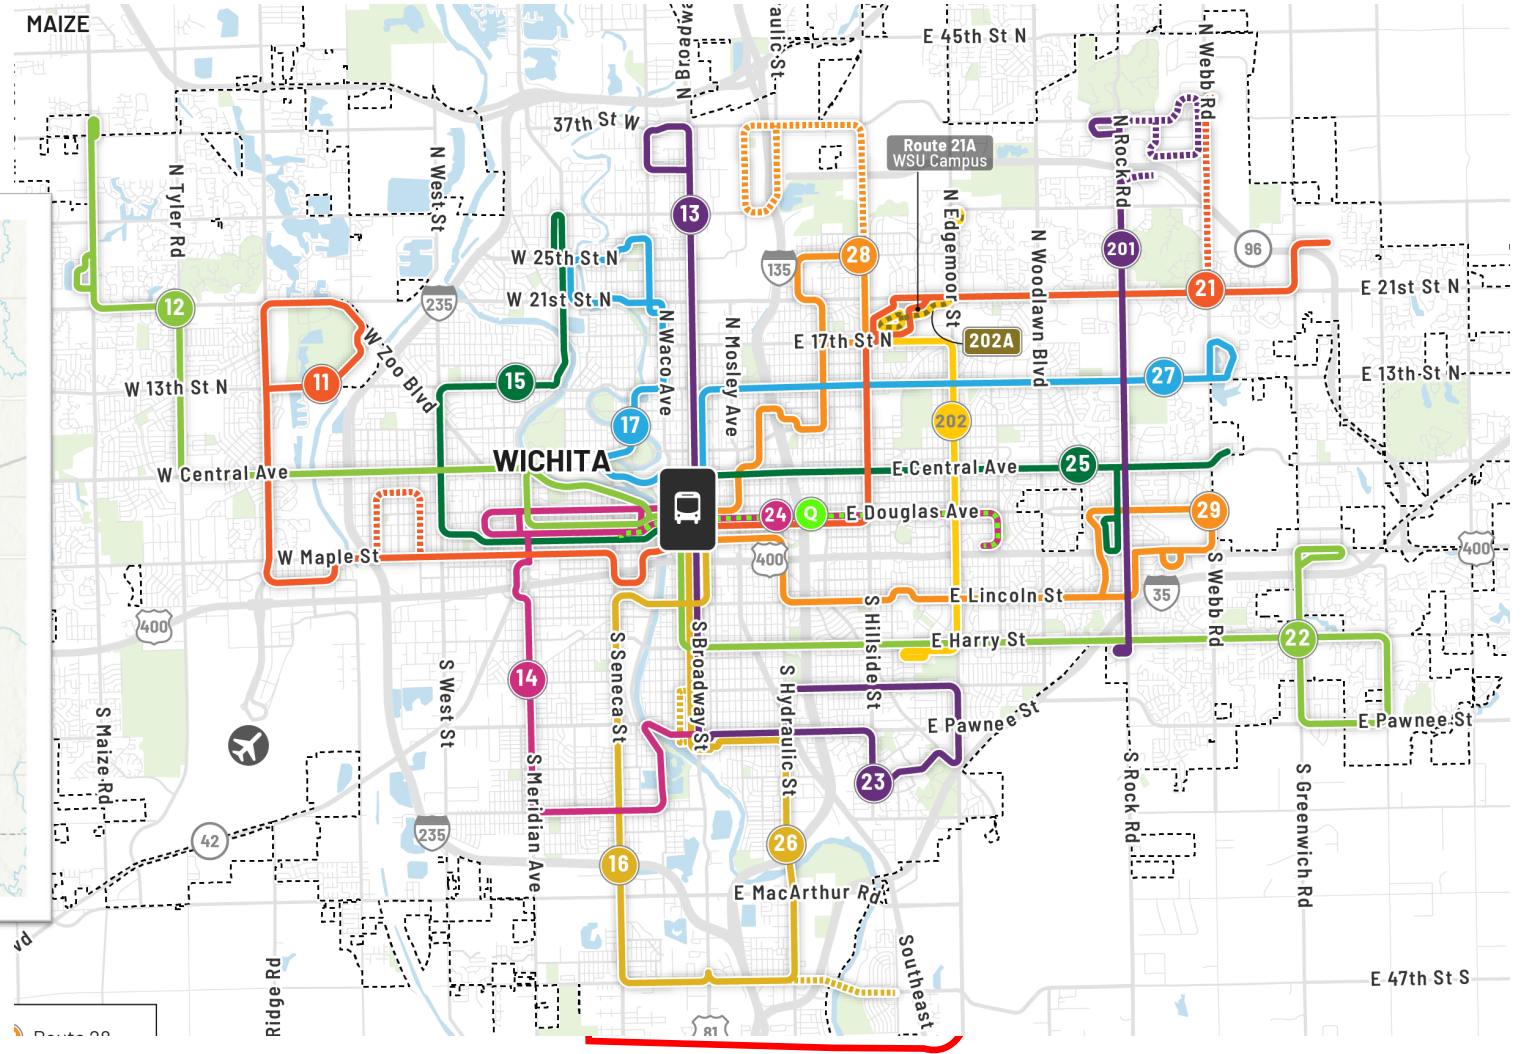 MAIZE
N Broadway
aulic St
E 45th St N
N Webb Rd
37th St W
N Rock Rd
Route 21A
WSU Campus
N Tyler Rd
N West St
13
N Edgemoor St
N Woodlawn Blvd
201
96
28
135
W 25th St N
235
W 21st St N
12
21
E 21st St N
N Waco Ave
N Mosley Ave
E 17th St N
202A
W Zoo Blvd
W 13th St N
11
15
27
E 13th St N
17
202
WICHITA
W Central Ave
E Central Ave
25
24
Q
E Douglas Ave
29
W Maple St
400
400
S Webb Rd
35
E Lincoln St
400
S Hillside St
S Seneca St
S Broadway St
E Harry St
22
S West St
14
S Hydraulic St
S Maize Rd
E Pawnee St
E Pawnee St
S Meridian Ave
23
S Rock Rd
S Greenwich Rd
42
235
16
26
E MacArthur Rd
vd
Ridge Rd
Southeast
E 47th St S
Route 28
81